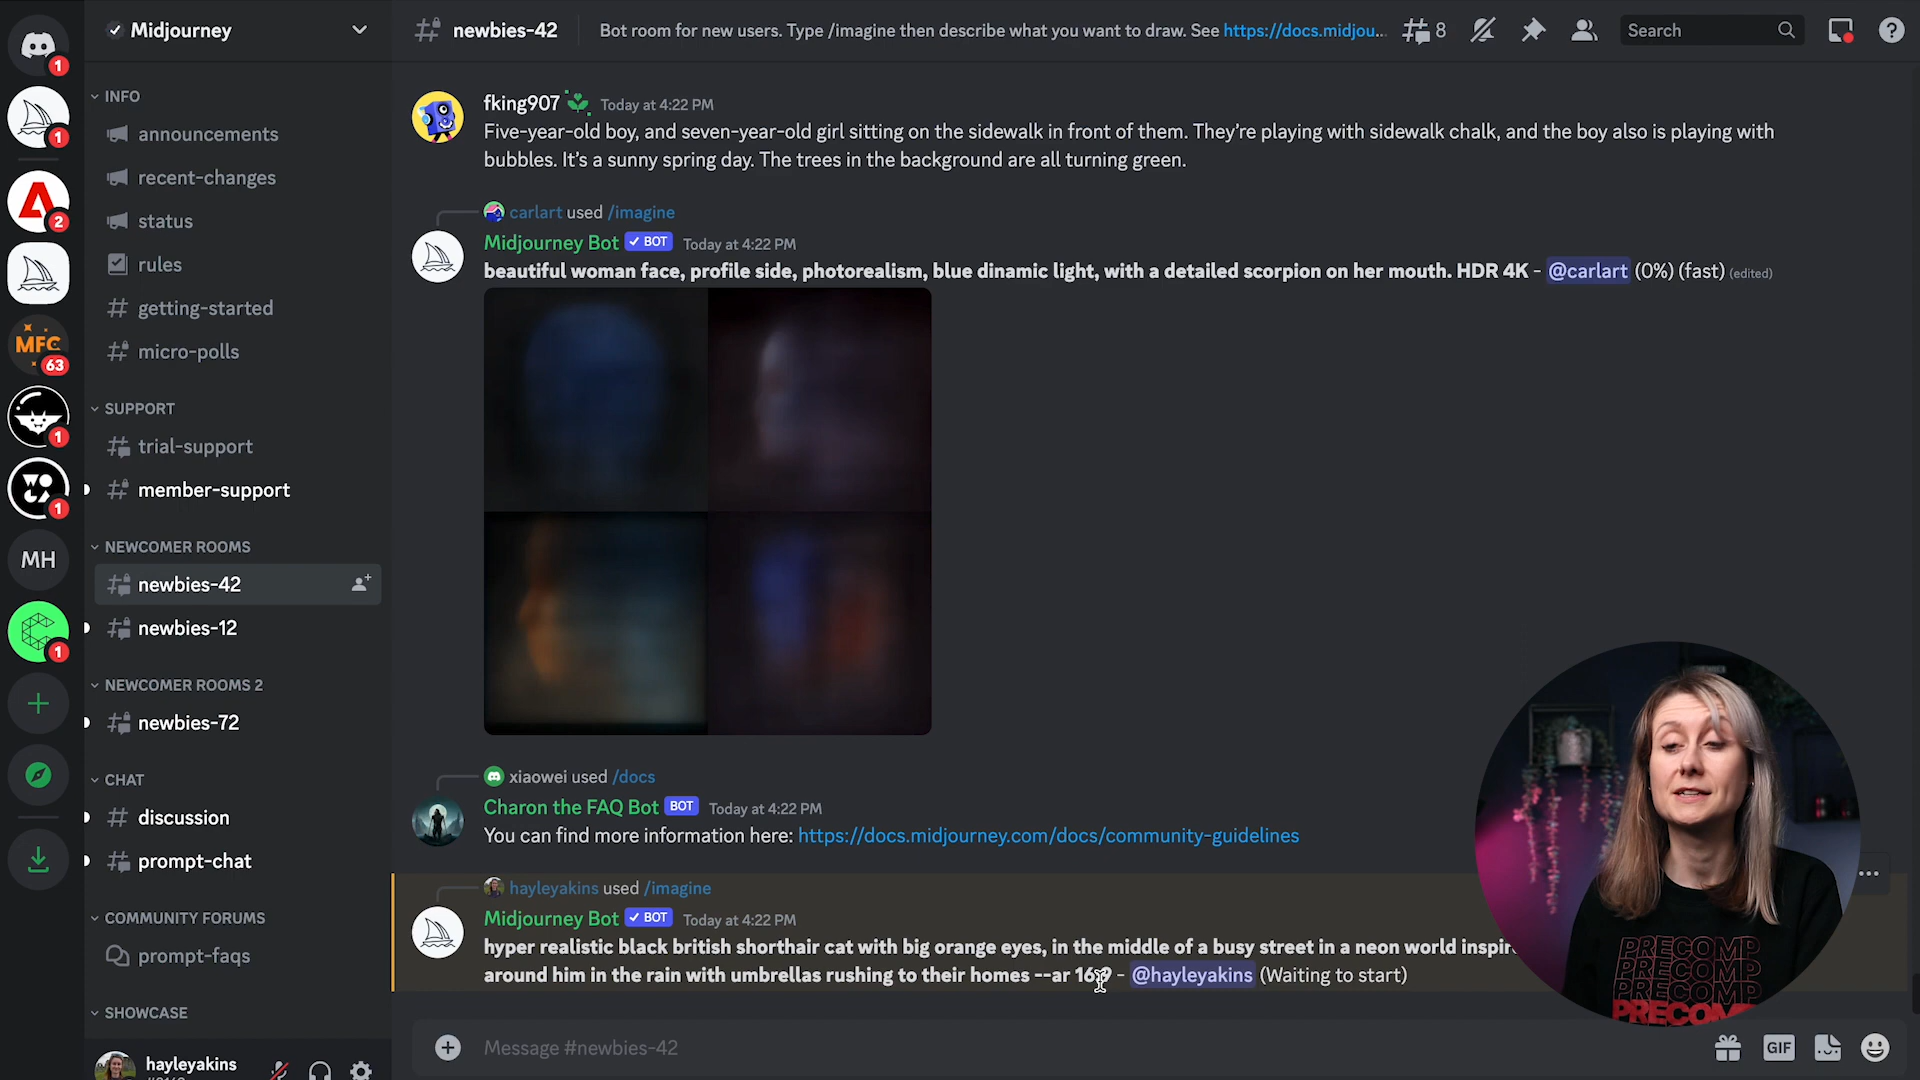 Midjourney
newbies-42
Bot room for new users. Type /imagine then describe what you want to draw. See https://docs.midjou...
8
Search
1
1
2
MFC
63
1
WO
1
MH
1
INFO
announcements
recent-changes
status
rules
getting-started
micro-polls
SUPPORT
trial-support
member-support
NEWCOMER ROOMS
newbies-42
newbies-12
NEWCOMER ROOMS 2
newbies-72
CHAT
discussion
prompt-chat
COMMUNITY FORUMS
prompt-faqs
SHOWCASE
hayleyakins
fking907 Today at 4:22 PM
Five-year-old boy, and seven-year-old girl sitting on the sidewalk in front of them. They're playing with sidewalk chalk, and the boy also is playing with
bubbles. It's a sunny spring day. The trees in the background are all turning green.
carlart used /imagine
Midjourney Bot ✓ BOT Today at 4:22 PM
beautiful woman face, profile side, photorealism, blue dinamic light, with a detailed scorpion on her mouth. HDR 4K - @carlart (0%) (fast) (edited)
xiaowei used /docs
Charon the FAQ Bot BOT Today at 4:22 PM
You can find more information here: https://docs.midjourney.com/docs/community-guidelines
hayleyakins used /imagine
Midjourney Bot ✓ BOT Today at 4:22 PM
hyper realistic black british shorthair cat with big orange eyes, in the middle of a busy street in a neon world inspir
around him in the rain with umbrellas rushing to their homes --ar 16:9 - @hayleyakins (Waiting to start)
Message #newbies-42
GIF
PRECOMP
PRECOMP
PRECOMP
PRECOM